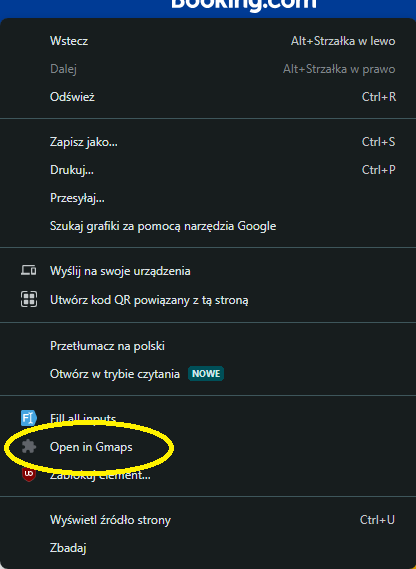 Booking.com
Wstecz Alt+Strzałka w lewo
Dalej Alt+Strzałka w prawo
Odśwież Ctrl+R
Zapisz jako... Ctrl+S
Drukuj... Ctrl+P
Przesyłaj...
Szukaj grafiki za pomocą narzędzia Google
Wyślij na swoje urządzenia
Utwórz kod QR powiązany z tą stroną
Przetłumacz na polski
Otwórz w trybie czytania NOWE
Fill all inputs
Open in Gmaps
Zablokuj element...
Wyświetl źródło strony Ctrl+U
Zbadaj